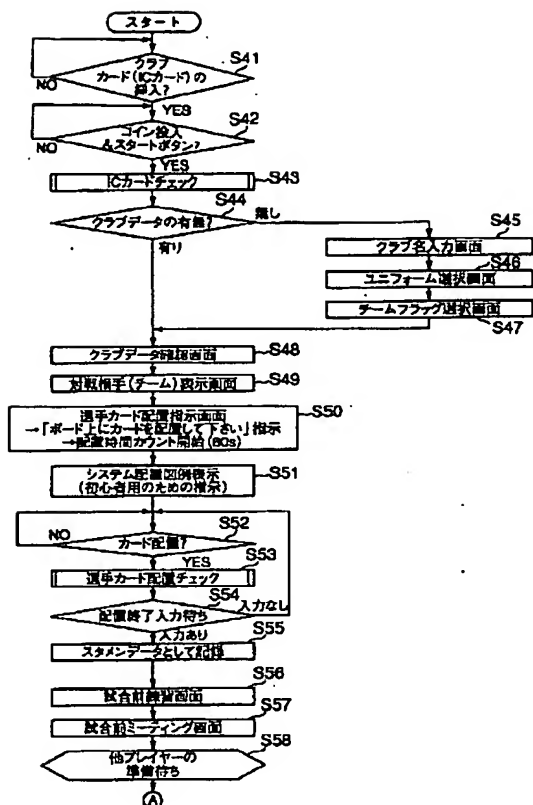 スタート
S41
クラブ
カード(ICカード)の
挿入?
NO
YES
S42
コイン投入
&スタートボタン?
NO
YES
S43
ICカードチェック
S44
クラブデータの有無?
無し
有り
S45
クラブ名入力画面
S46
ユニフォーム選択画面
チームフラッグ選択画面
S47
クラブデータ確認画面
S48
対戦相手(チーム)表示画面
S49
選手カード配置指示画面
→「ボード上にカードを配置して下さい」指示
→配置時間カウント開始(60s)
S50
システム配置図例表示
(初心者用のための指示)
S51
S52
NO
カード配置?
YES
S53
選手カード配置チェック
S54
配置終了入力待ち
入力なし
入力あり
S55
スタメンデータとして記録
S56
試合前練習画面
S57
試合前ミーティング画面
S58
他プレイヤーの
準備待ち
A